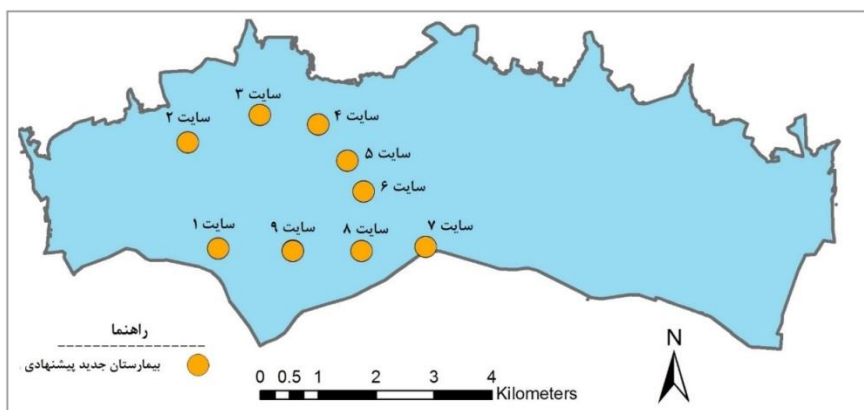 سایت ۳
سایت ۴
سایت ۲
سایت ۵
سایت ۶
سایت ۷
سایت ۸
سایت ۹
سایت ۱
راهنما
بیمارستان جدید پیشنهادی
N
0 0.5 1 2 3 4
Kilometers